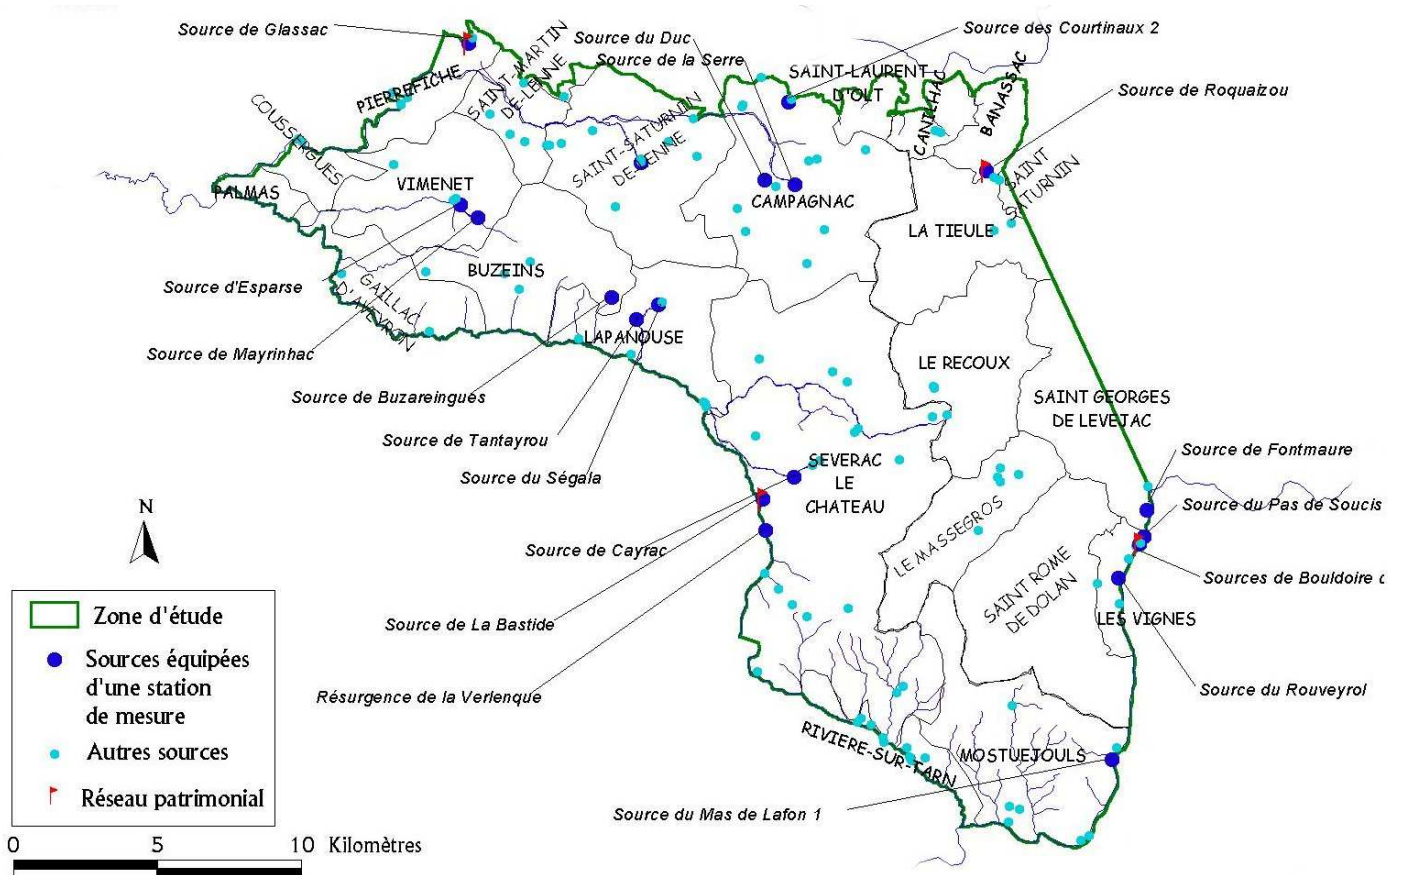 Source de Glassac
Source du Duc
Source de la Serre
Source des Courtinaux 2
Source de Roquaizou
PIERREFICHE
SAINT-MARTIN
DE-LENNE
SAINT-LAURENT
D'OLT
CANILHAC
BANASSAC
COUSSERGUES
SAINT-SATURNIN
DE-LENNE
SAINT
SATURNIN
PALMAS
VIMENET
CAMPAGNAC
LA TIEULE
BUZEINS
GAILLAC
D'AVEYRON
Source d'Esparse
LAPANOUSE
Source de Mayrinhac
LE RECOUX
Source de Buzareingués
SAINT GEORGES
DE LEVEJAC
Source de Tantayrou
Source du Ségala
SEVERAC
LE
CHATEAU
Source de Fontmaure
Source du Pas de Soucis
LE MASSEGROS
SAINT ROME
DE DOLAN
Source de Cayrac
Sources de Bouldoire
LES VIGNES
Source de La Bastide
Source du Rouveyrol
Résurgence de la Verlenque
RIVIERE-SUR-TARN
MOSTUEJOULS
Source du Mas de Lafon 1
N
Zone d'étude
Sources équipées
d'une station
de mesure
Autres sources
Réseau patrimonial
0 5 10 Kilomètres